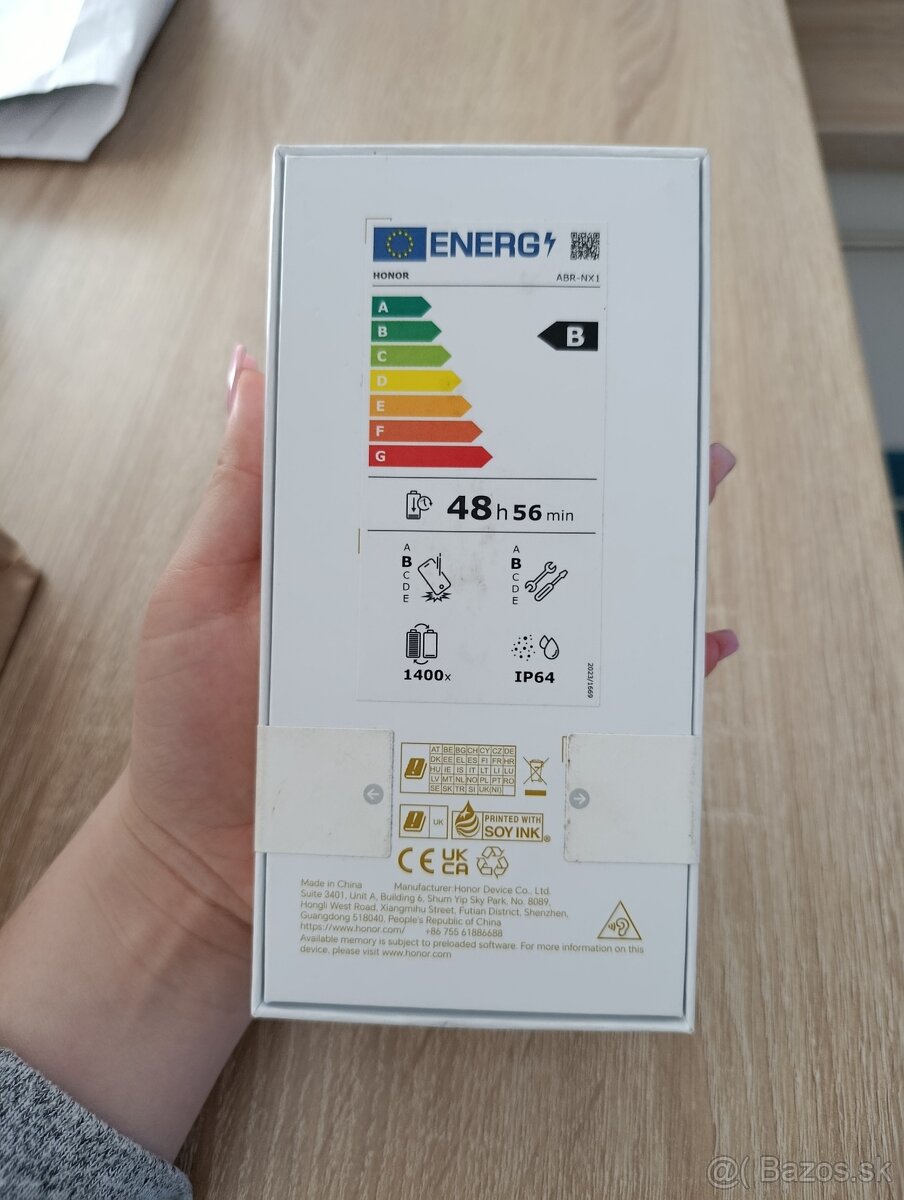 ENERG
HONOR ABR-NX1
A
B B
C
D
E
F
G
48h 56min
A
B
C
D
E
A
B
C
D
E
1400x
IP64
2023/1669
AT BE BG CH CY CZ DE
DK EE EL ES FI FR HR
HU IE IS IT LT LI LU
LV MT NL NO PL PT RO
SE SK TR SI UK(NI)
UK
PRINTED WITH
SOY INK®
CE UK
CA
Made in China Manufacturer:Honor Device Co., Ltd.
Suite 3401, Unit A, Building 6, Shum Yip Sky Park, No. 8089,
Hongli West Road, Xiangmihu Street, Futian District, Shenzhen,
Guangdong 518040, People's Republic of China
https://www.honor.com/ +86 755 61886688
Available memory is subject to preloaded software. For more information on this
device, please visit www.honor.com
@( Bazos.sk